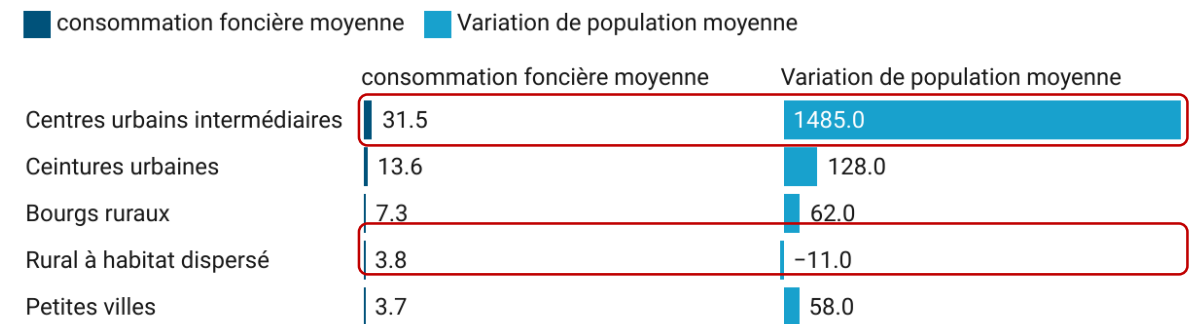 consommation foncière moyenne Variation de population moyenne
consommation foncière moyenne Variation de population moyenne
Centres urbains intermédiaires 31.5 1485.0
Ceintures urbaines 13.6 128.0
Bourgs ruraux 7.3 62.0
Rural à habitat dispersé 3.8 −11.0
Petites villes 3.7 58.0